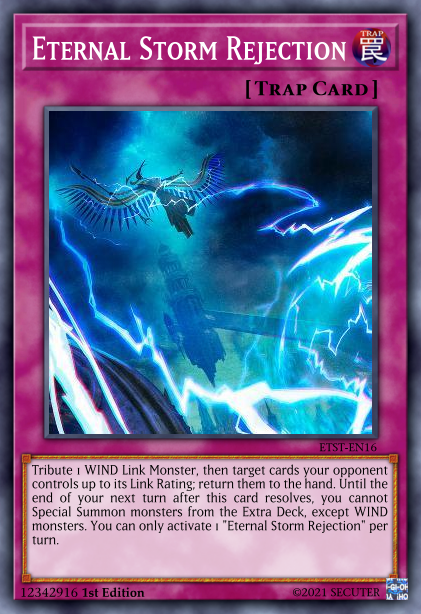 Eternal Storm Rejection
TRAP
罠
[Trap Card]
ETST-EN16
Tribute 1 WIND Link Monster, then target cards your opponent
controls up to its Link Rating; return them to the hand. Until the
end of your next turn after this card resolves, you cannot
Special Summon monsters from the Extra Deck, except WIND
monsters. You can only activate 1 "Eternal Storm Rejection" per
turn.
12342916 1st Edition
©2021 SECUTER